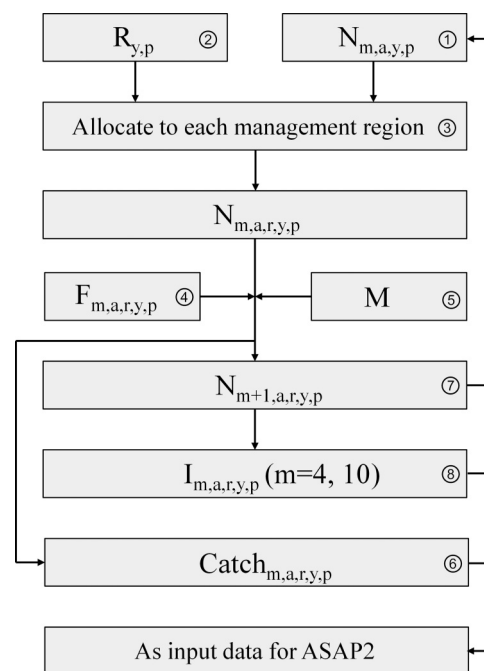 R_y,p ②
N_m,a,y,p ①
Allocate to each management region ③
N_m,a,r,y,p
F_m,a,r,y,p ④
M ⑤
N_m+1,a,r,y,p ⑦
I_m,a,r,y,p (m=4, 10) ⑧
Catch_m,a,r,y,p ⑥
As input data for ASAP2